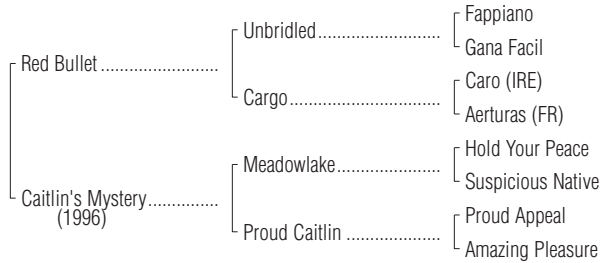 Fappiano
Unbridled
Gana Facil
Red Bullet
Caro (IRE)
Cargo
Aerturas (FR)
Hold Your Peace
Meadowlake
Suspicious Native
Caitlin's Mystery
(1996)
Proud Appeal
Proud Caitlin
Amazing Pleasure